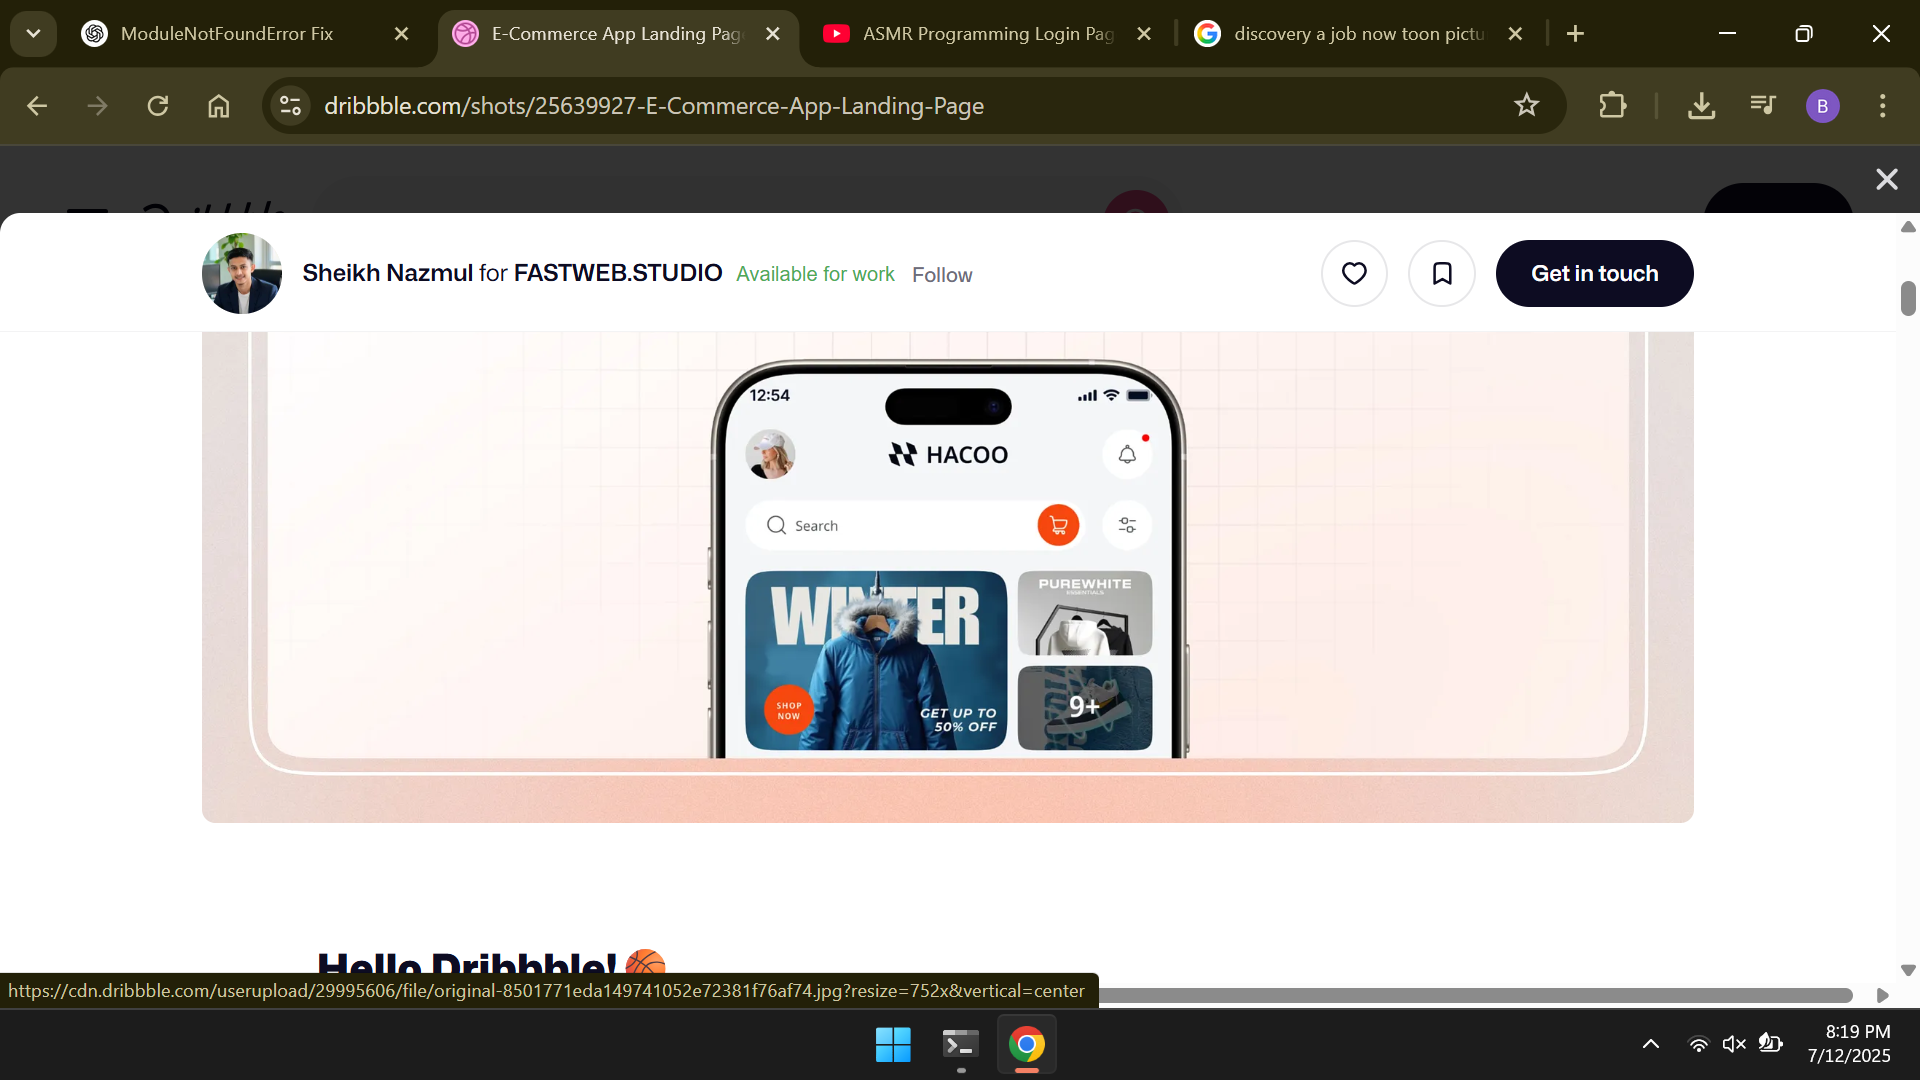 ModuleNotFoundError Fix
E-Commerce App Landing Pag
ASMR Programming Login Pag
discovery a job now toon pictu
dribbble.com/shots/25639927-E-Commerce-App-Landing-Page
B
Sheikh Nazmul for FASTWEB.STUDIO
Available for work
Follow
Get in touch
12:54
HACOO
Search
WINTER
SHOP
NOW
GET UP TO
50% OFF
PUREWHITE
ESSENTIALS
9+
Hello Dribbble!
https://cdn.dribbble.com/userupload/29995606/file/original-8501771eda149741052e72381f76af74.jpg?resize=752x&vertical=center
8:19 PM
7/12/2025